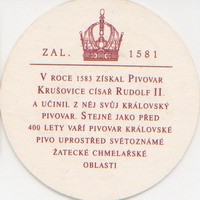 ZAL. 1581
V ROCE 1583 ZÍSKAL PIVOVAR
KRUŠOVICE CÍSAŘ RUDOLF II.
A UČINIL Z NĚJ SVŮJ KRÁLOVSKÝ
PIVOVAR. STEJNĚ JAKO PŘED
400 LETY VAŘÍ PIVOVAR KRÁLOVSKÉ
PIVO UPROSTŘED SVĚTOZNÁMÉ
ŽATECKÉ CHMELAŘSKÉ
OBLASTI